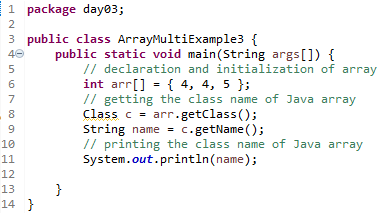 1 package day03;
2
3 public class ArrayMultiExample3 {
4 public static void main(String args[]) {
5 // declaration and initialization of array
6 int arr[] = { 4, 4, 5 };
7 // getting the class name of Java array
8 Class c = arr.getClass();
9 String name = c.getName();
10 // printing the class name of Java array
11 System.out.println(name);
12
13 }
14 }